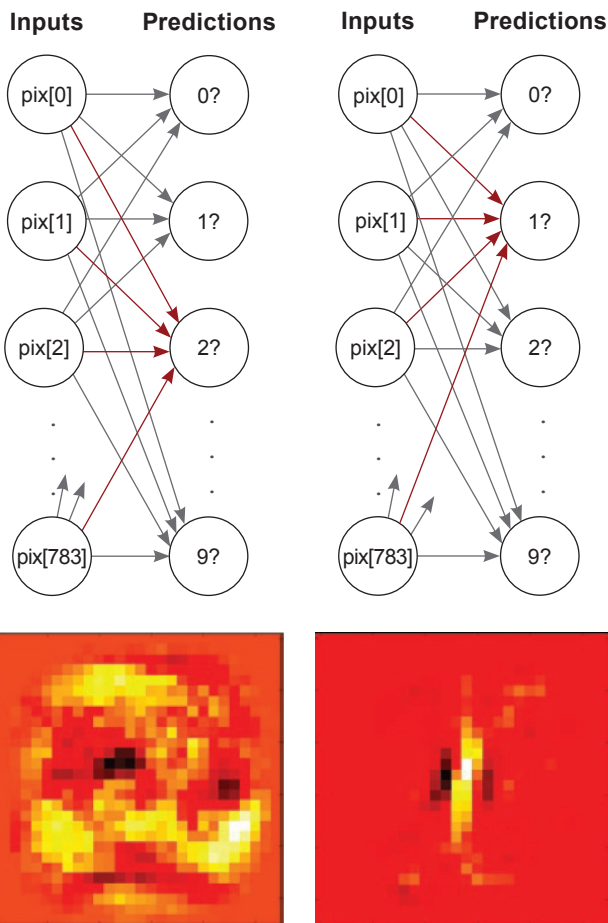 Inputs Predictions
pix[0] 0?
pix[1] 1?
pix[2] 2?
pix[783] 9?
Inputs Predictions
pix[0] 0?
pix[1] 1?
pix[2] 2?
pix[783] 9?